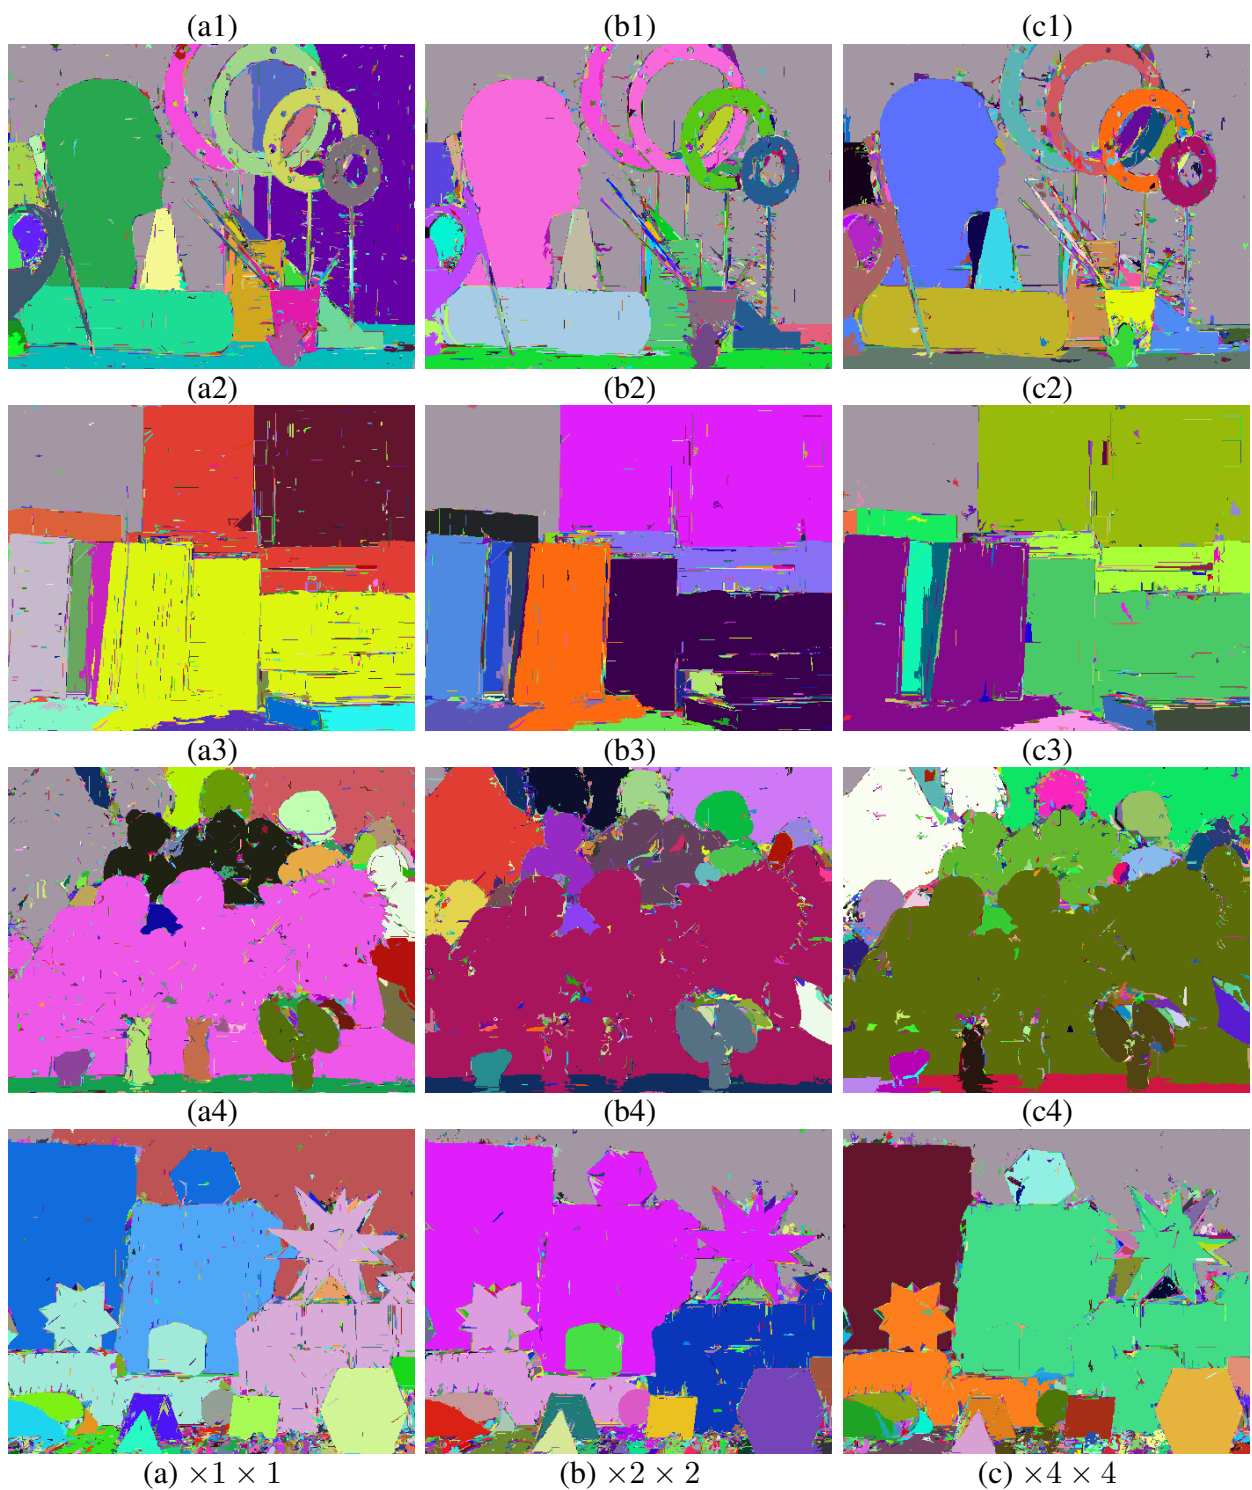 (a1) (b1) (c1)
(a2) (b2) (c2)
(a3) (b3) (c3)
(a4) (b4) (c4)
(a) ×1 × 1 (b) ×2 × 2 (c) ×4 × 4